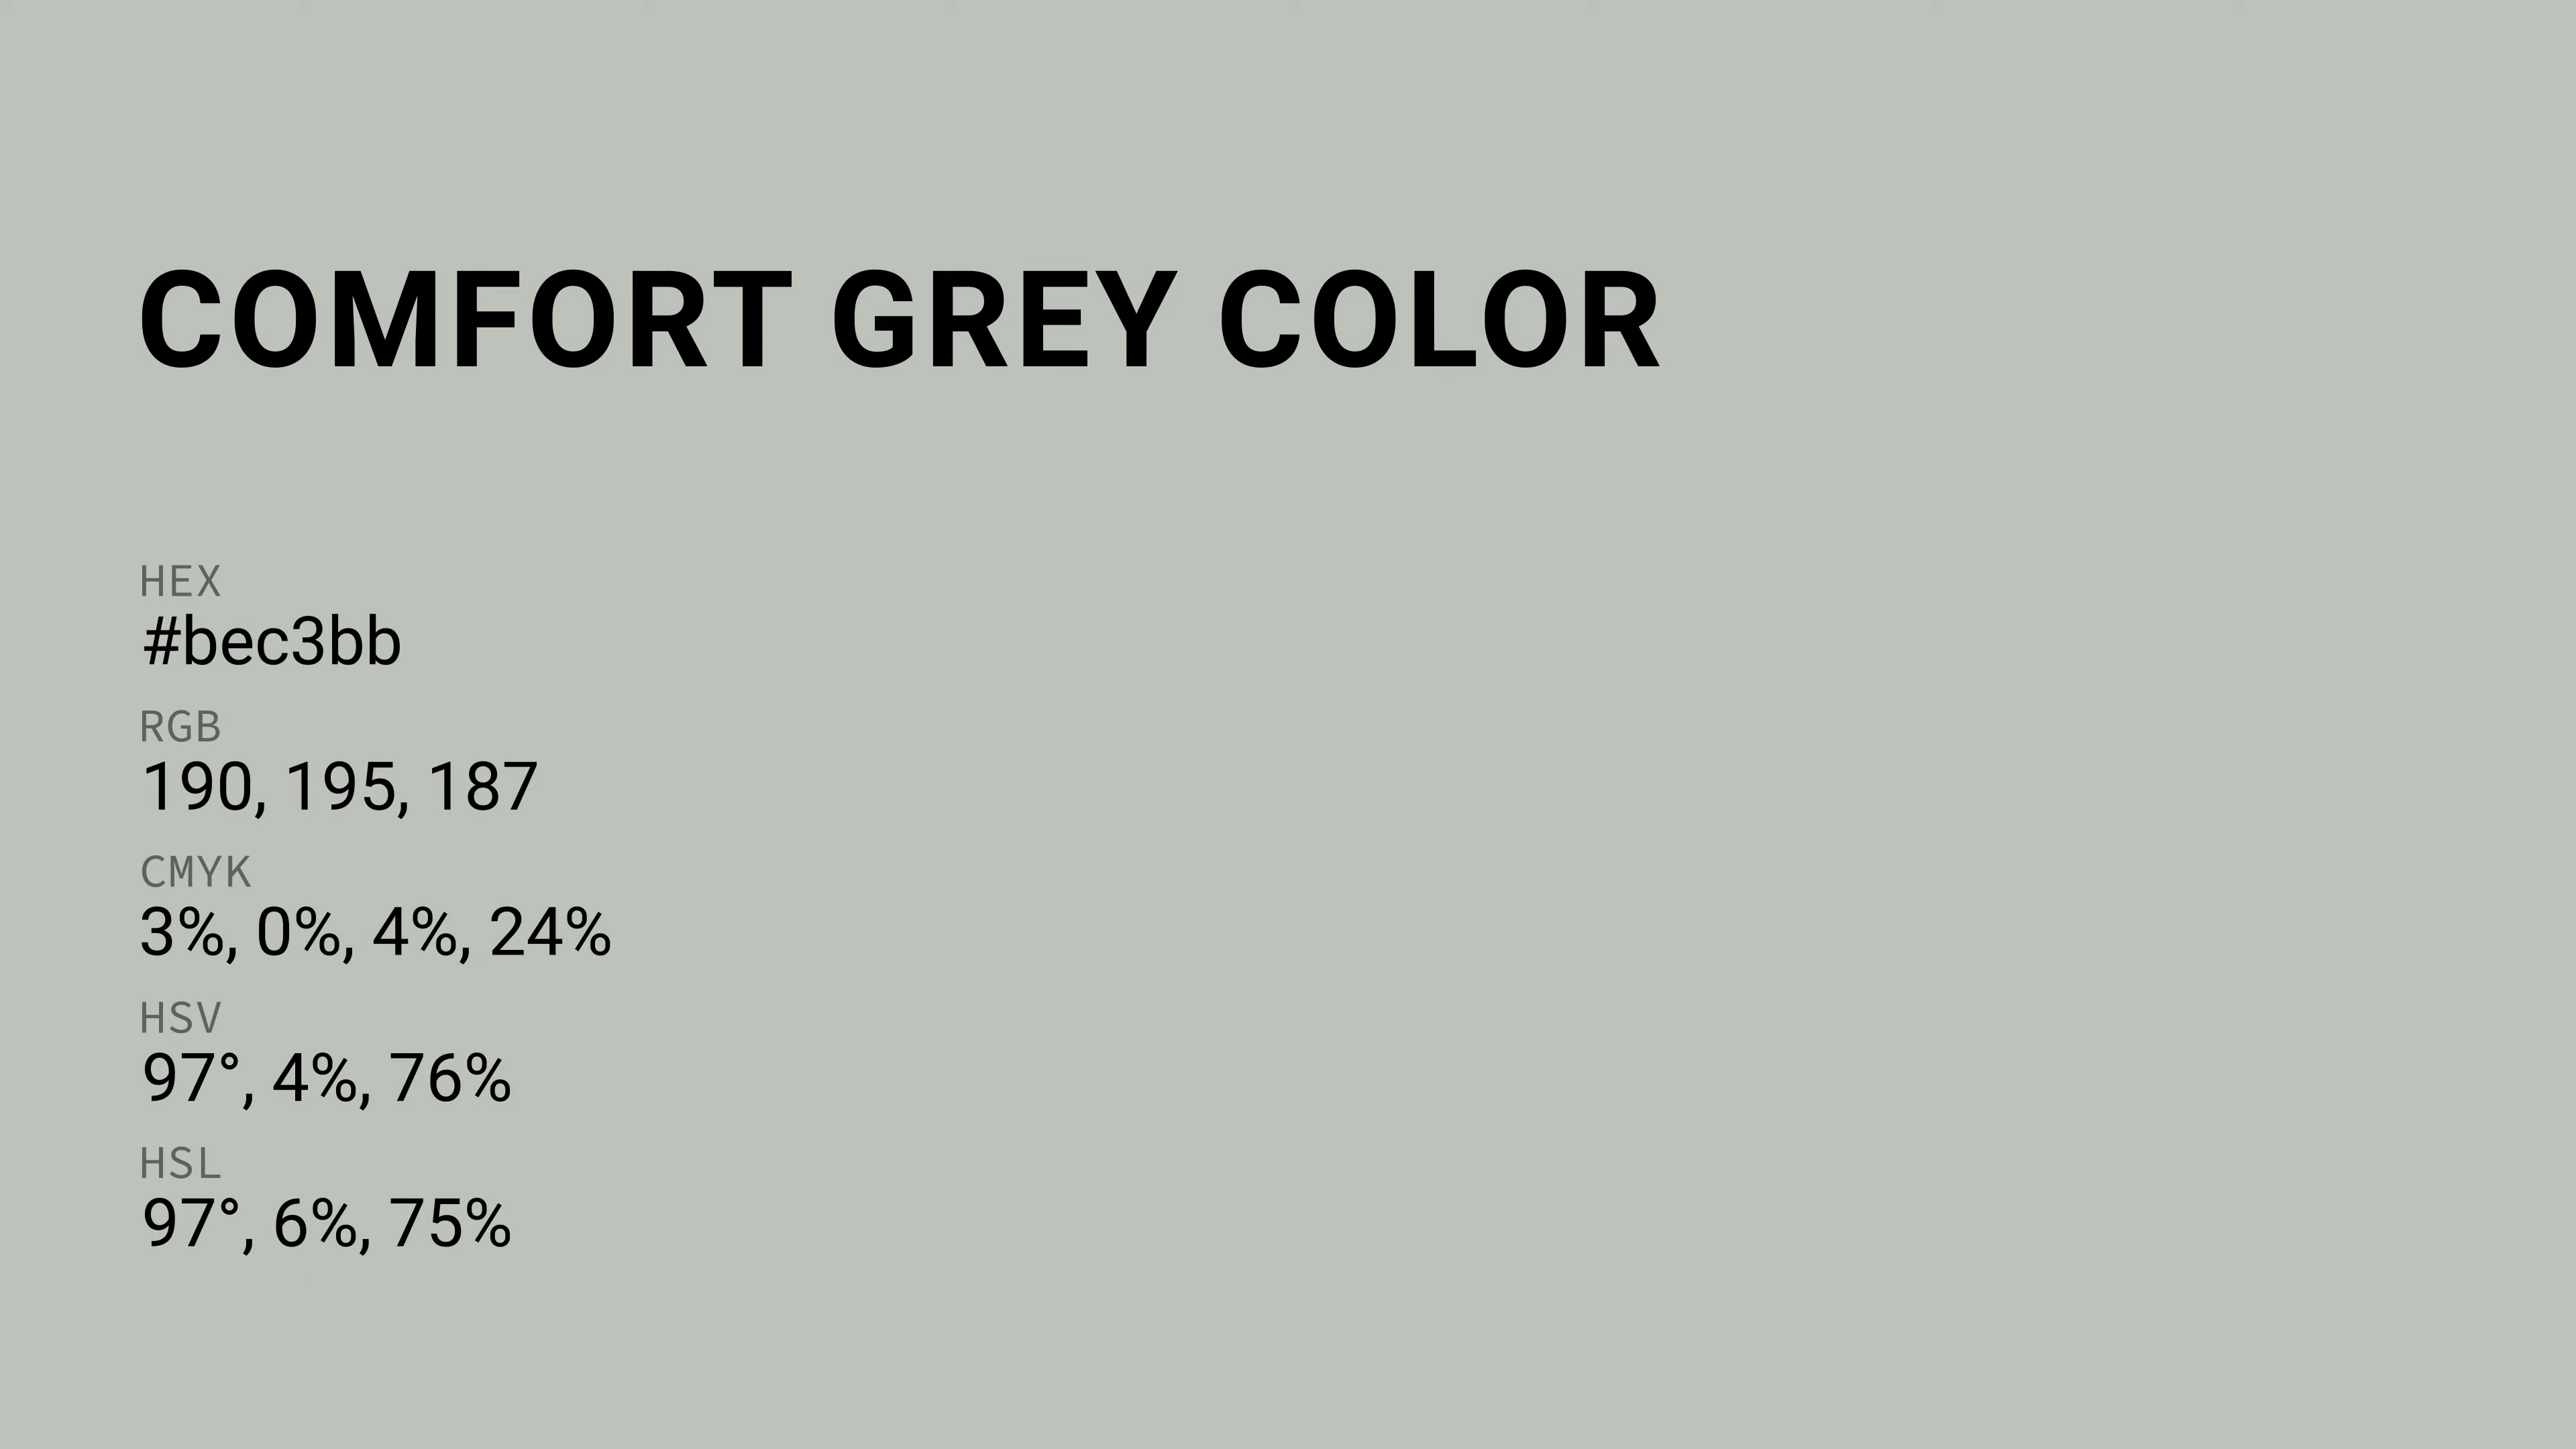 COMFORT GREY COLOR
HEX
#bec3bb
RGB
190, 195, 187
CMYK
3%, 0%, 4%, 24%
HSV
97°, 4%, 76%
HSL
97°, 6%, 75%